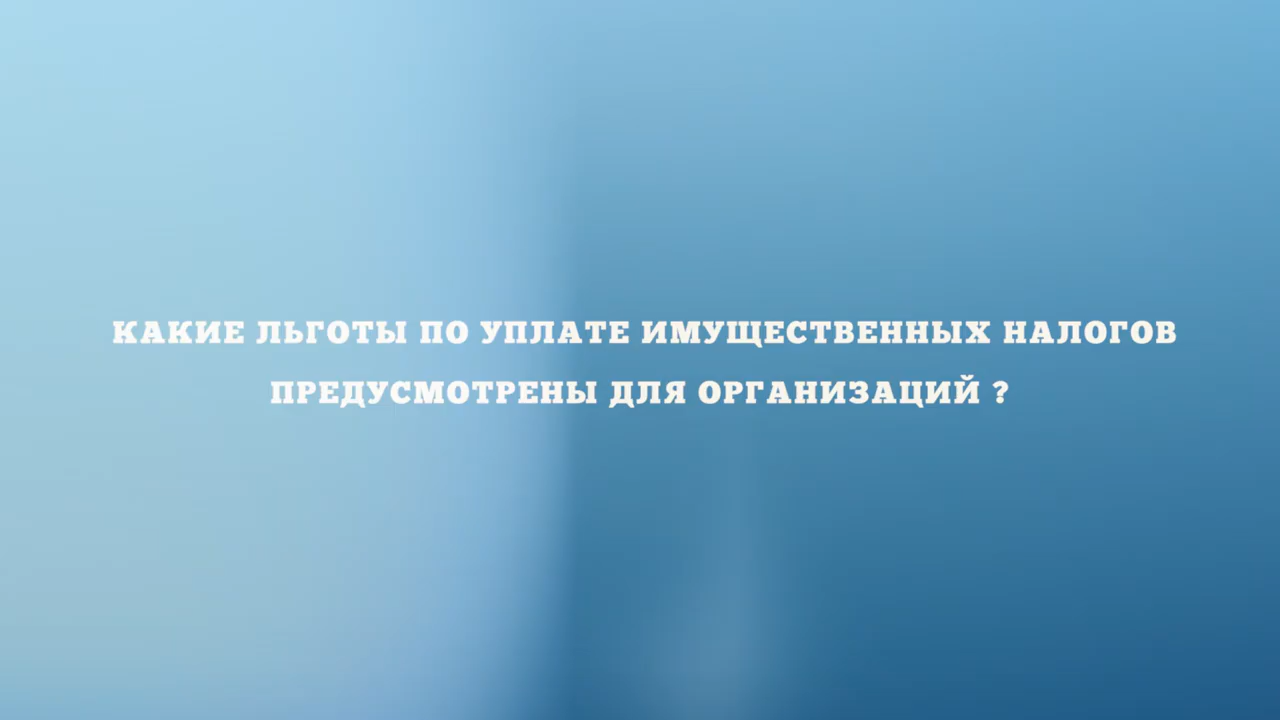 КАКИЕ ЛЬГОТЫ ПО УПЛАТЕ ИМУЩЕСТВЕННЫХ НАЛОГОВ
ПРЕДУСМОТРЕНЫ ДЛЯ ОРГАНИЗАЦИЙ ?